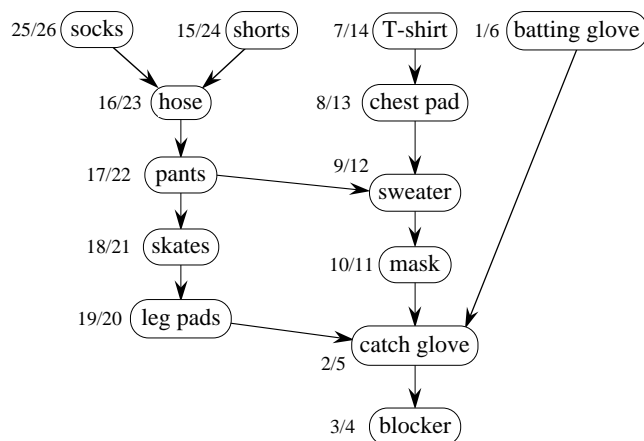 25/26 socks 15/24 shorts 7/14 T-shirt 1/6 batting glove
16/23 hose 8/13 chest pad
17/22 pants 9/12 sweater
18/21 skates 10/11 mask
19/20 leg pads catch glove
2/5
3/4 blocker